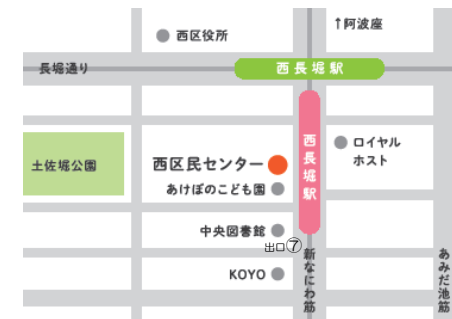 ↑阿波座
西区役所
長堀通り
西長堀駅
西長堀駅
ロイヤル
ホスト
土佐堀公園
西区民センター
あけぼのこども園
中央図書館
出口⑦
KOYO
新なにわ筋
あみだ池筋